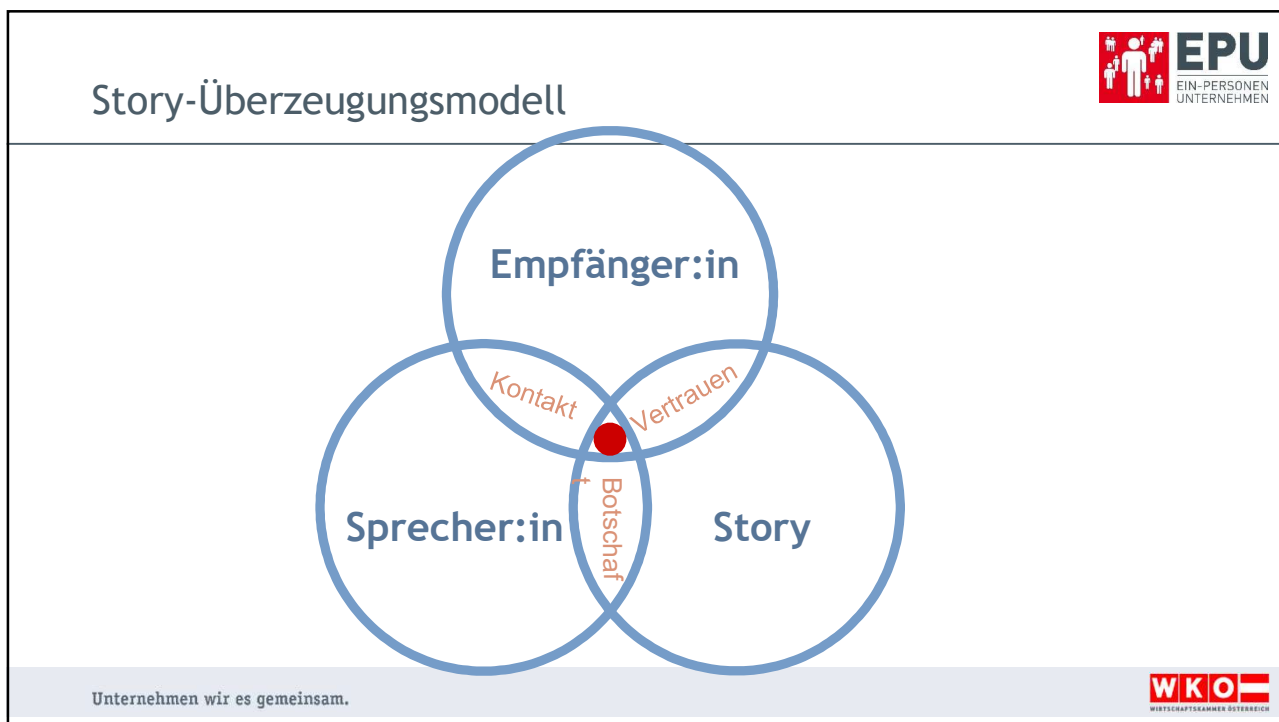 Story-Überzeugungsmodell
EPU
EIN-PERSONEN
UNTERNEHMEN
Empfänger:in
Kontakt
Vertrauen
Botschaf
t
Sprecher:in
Story
Unternehmen wir es gemeinsam.
WKO
WIRTSCHAFTSKAMMER ÖSTERREICH